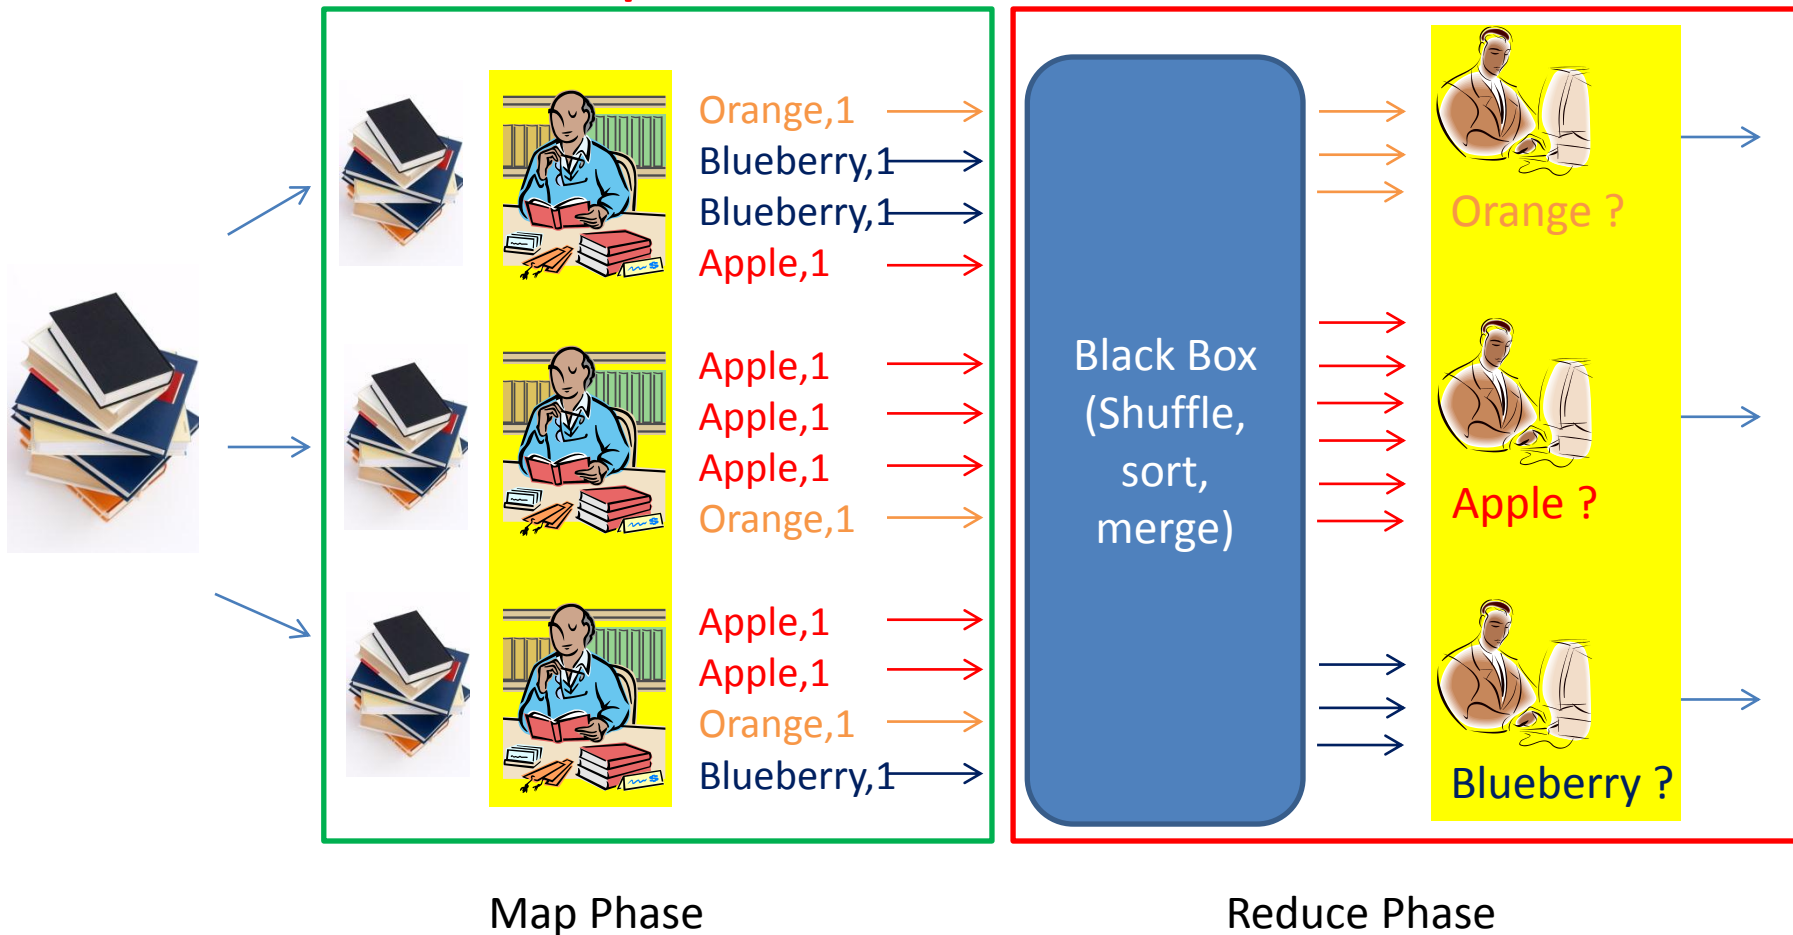 Orange,1
Blueberry,1
Blueberry,1
Apple,1
Apple,1
Apple,1
Apple,1
Orange,1
Apple,1
Apple,1
Orange,1
Blueberry,1
Black Box
(Shuffle,
sort,
merge)
Orange ?
Apple ?
Blueberry ?
Map Phase
Reduce Phase